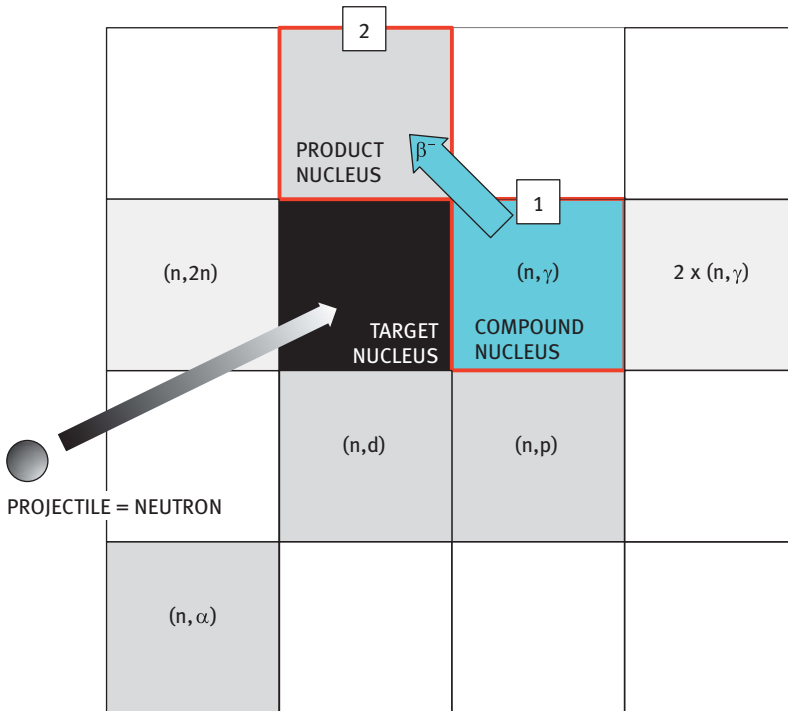 2
PRODUCT
NUCLEUS
β⁻
1
(n,2n)
(n,γ)
2 x (n,γ)
TARGET
NUCLEUS
COMPOUND
NUCLEUS
(n,d)
(n,p)
PROJECTILE = NEUTRON
(n,α)